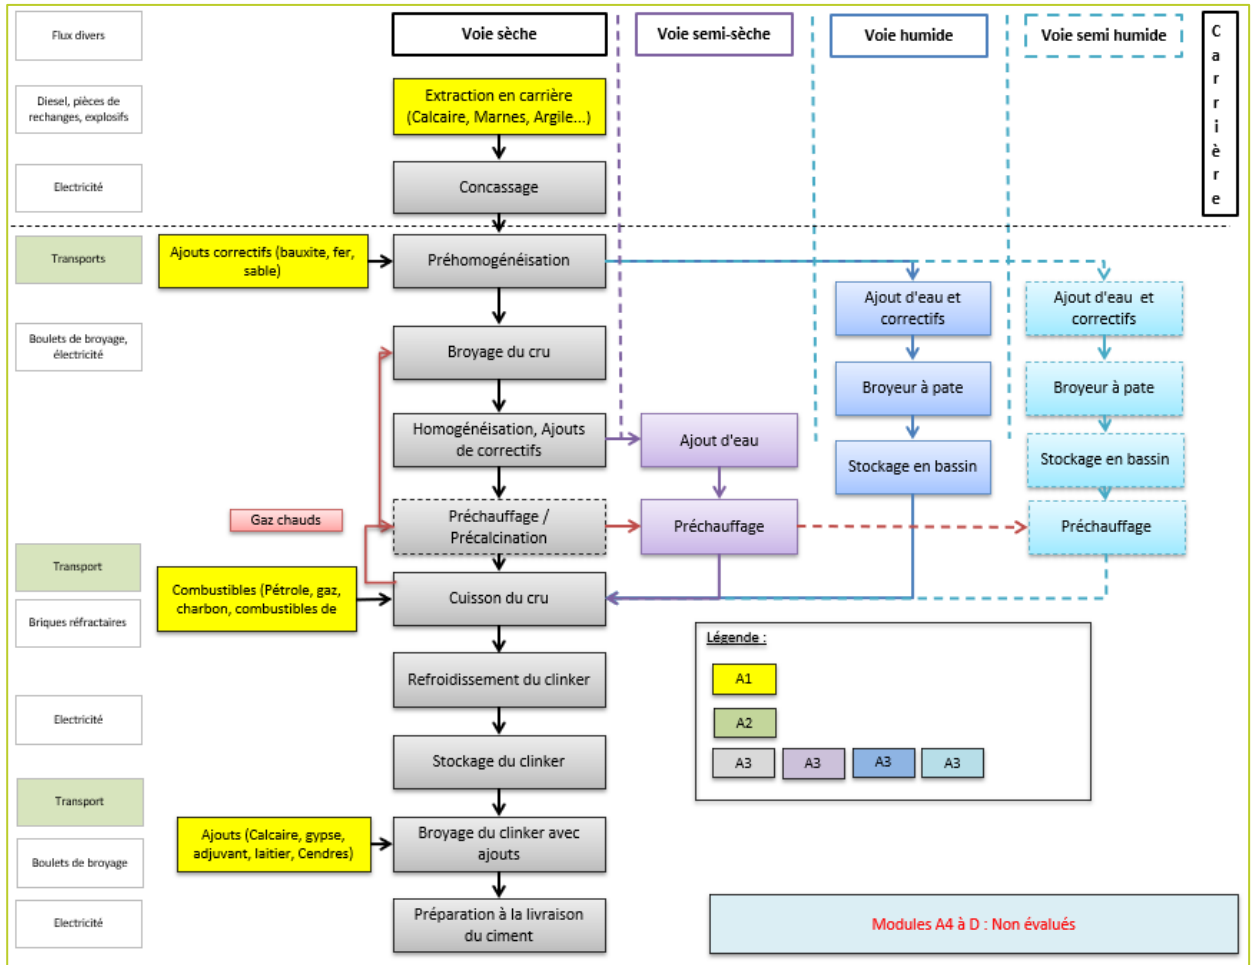 Flux divers
Voie sèche
Voie semi-sèche
Voie humide
Voie semi humide
Carrière
Diesel, pièces de
rechanges, explosifs
Extraction en carrière
(Calcaire, Marnes, Argile...)
Electricité
Concassage
Transports
Ajouts correctifs (bauxite, fer,
sable)
Préhomogénéisation
Ajout d'eau et
correctifs
Ajout d'eau et
correctifs
Boulets de broyage,
électricité
Broyage du cru
Broyeur à pate
Broyeur à pate
Homogénéisation, Ajouts
de correctifs
Ajout d'eau
Stockage en bassin
Stockage en bassin
Gaz chauds
Préchauffage /
Précalcination
Préchauffage
Préchauffage
Transport
Combustibles (Pétrole, gaz,
charbon, combustibles de
Cuisson du cru
Briques réfractaires
Légende :
A1
A2
A3
A3
A3
A3
Refroidissement du clinker
Electricité
Stockage du clinker
Transport
Ajouts (Calcaire, gypse,
adjuvant, laitier, Cendres)
Broyage du clinker avec
ajouts
Boulets de broyage
Electricité
Préparation à la livraison
du ciment
Modules A4 à D : Non évalués